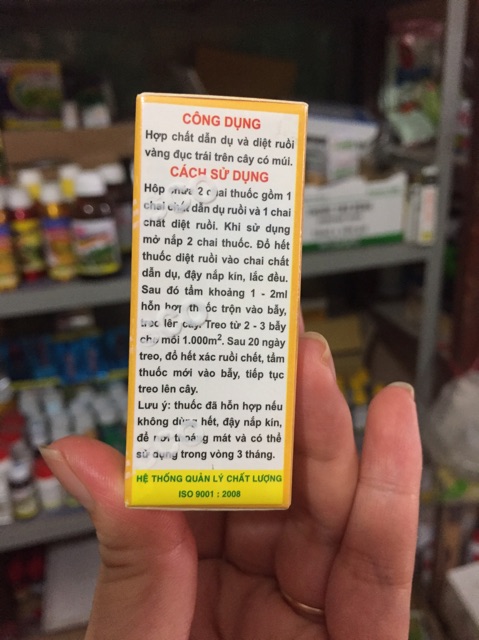 CÔNG DỤNG
Hợp chất dẫn dụ và diệt ruồi
vàng đục trái trên cây có múi.
CÁCH SỬ DỤNG
Hộp chứa 2 chai thuốc gồm 1
chai chất dẫn dụ ruồi và 1 chai
chất diệt ruồi. Khi sử dụng
mở nắp 2 chai thuốc. Đổ hết
thuốc diệt ruồi vào chai chất
dẫn dụ, đậy nắp kín, lắc đều.
Sau đó tẩm khoảng 1 - 2ml
hỗn hợp thuốc trộn vào bẫy,
treo lên cây. Treo từ 2 - 3 bẫy
cho mỗi 1.000m². Sau 20 ngày
treo, đổ hết xác ruồi chết, tẩm
thuốc mới vào bẫy, tiếp tục
treo lên cây.
Lưu ý: thuốc đã hỗn hợp nếu
không dùng hết, đậy nắp kín,
để nơi thoáng mát và có thể
sử dụng trong vòng 3 tháng.
HỆ THỐNG QUẢN LÝ CHẤT LƯỢNG
ISO 9001 : 2008